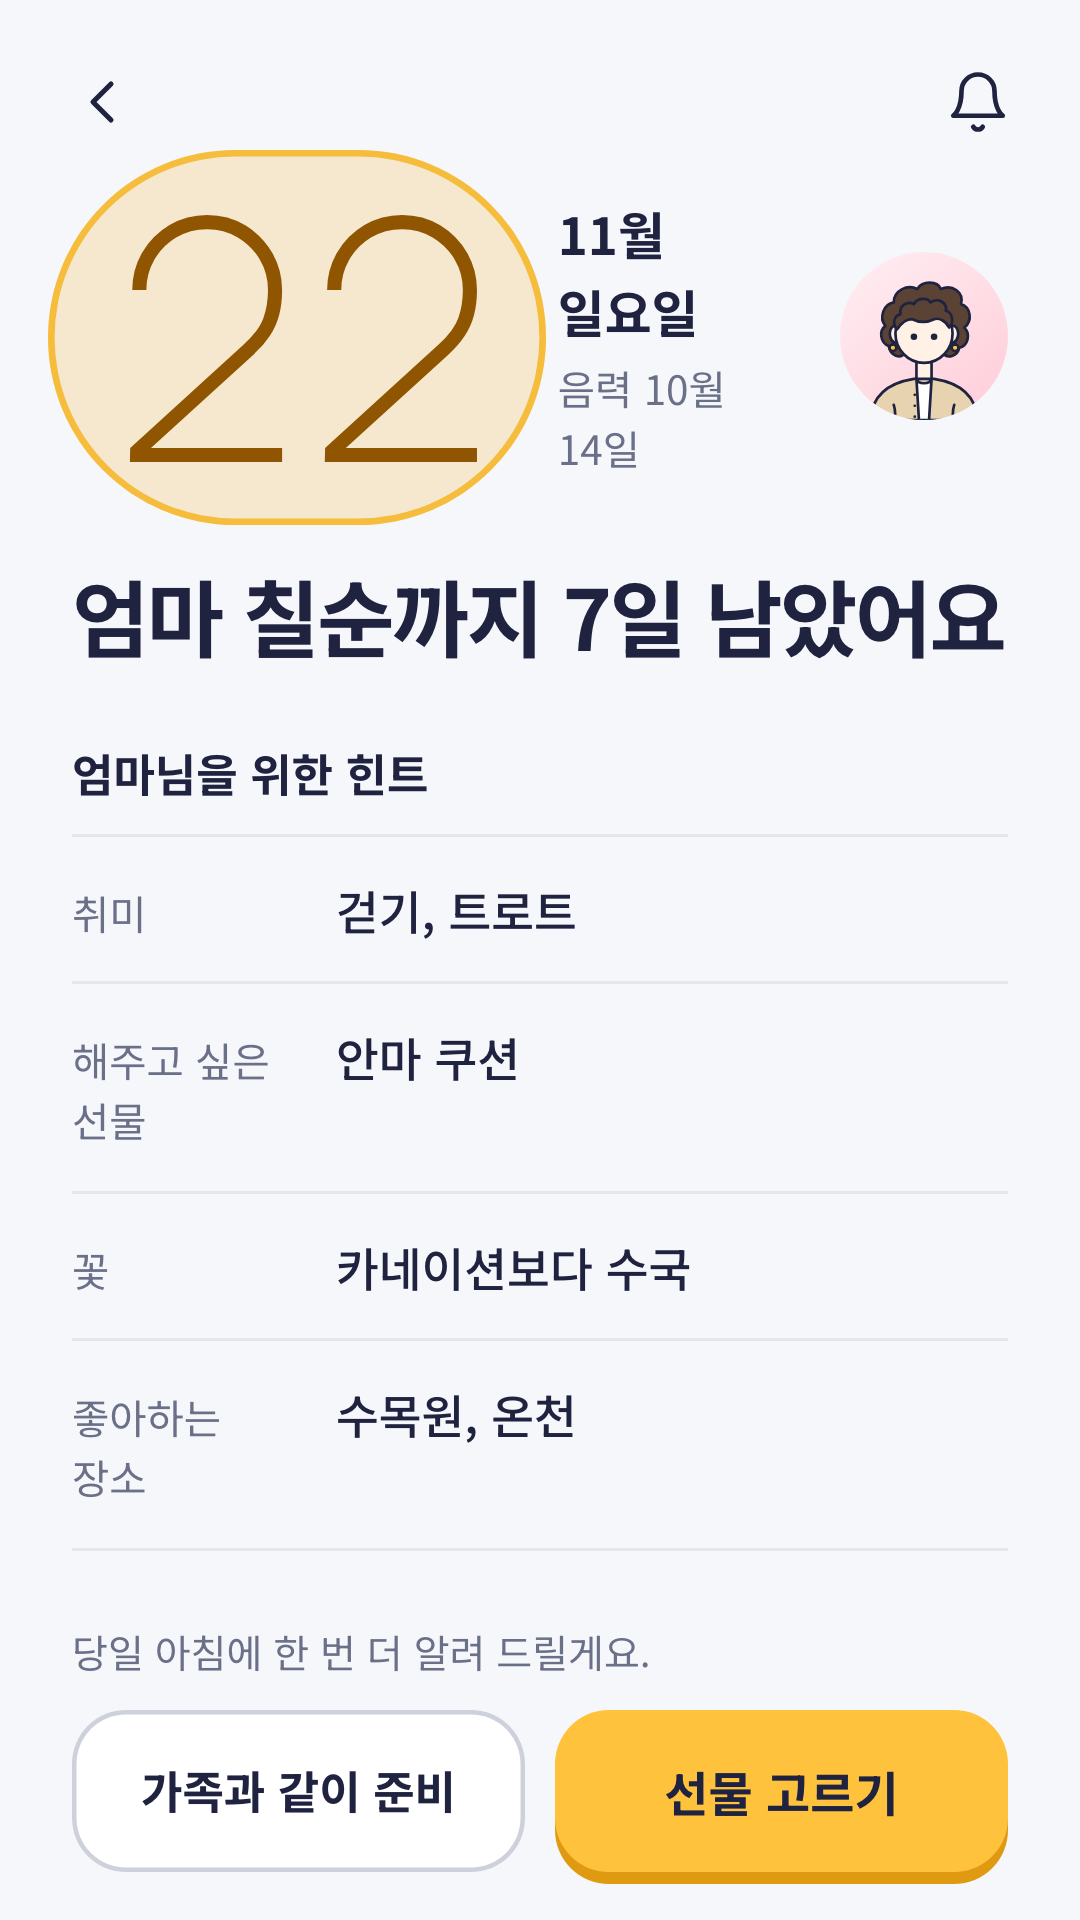 22
11월
일요일
음력 10월
14일
엄마 칠순까지 7일 남았어요
엄마님을 위한 힌트
취미
걷기, 트로트
해주고 싶은
선물
안마 쿠션
꽃
카네이션보다 수국
좋아하는
장소
수목원, 온천
당일 아침에 한 번 더 알려 드릴게요.
가족과 같이 준비
선물 고르기